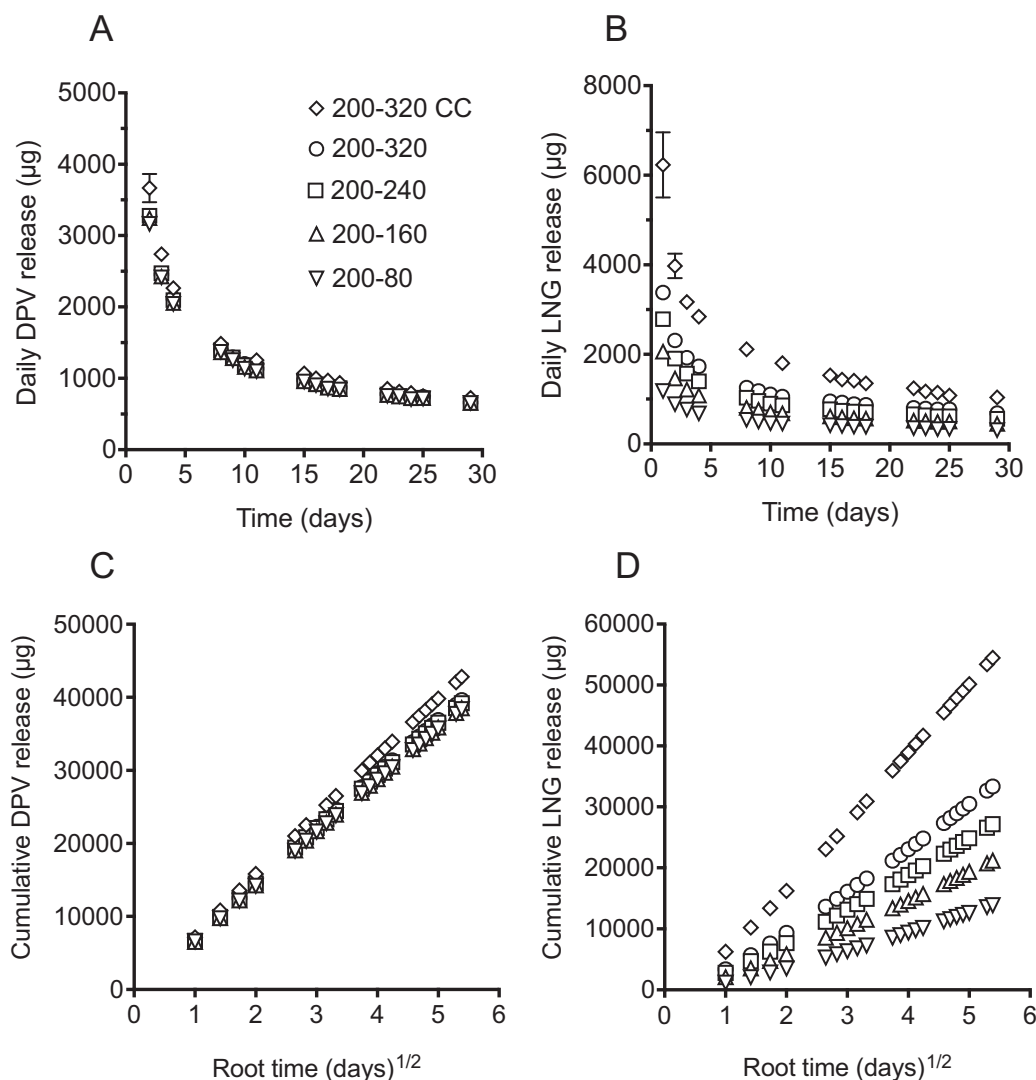 A
Daily DPV release (µg)
5000
4000
3000
2000
1000
0
0 5 10 15 20 25 30
Time (days)
200-320 CC
200-320
200-240
200-160
200-80
B
Daily LNG release (µg)
8000
6000
4000
2000
0
0 5 10 15 20 25 30
Time (days)
C
Cumulative DPV release (µg)
50000
40000
30000
20000
10000
0
0 1 2 3 4 5 6
Root time (days)1/2
D
Cumulative LNG release (µg)
60000
50000
40000
30000
20000
10000
0
0 1 2 3 4 5 6
Root time (days)1/2